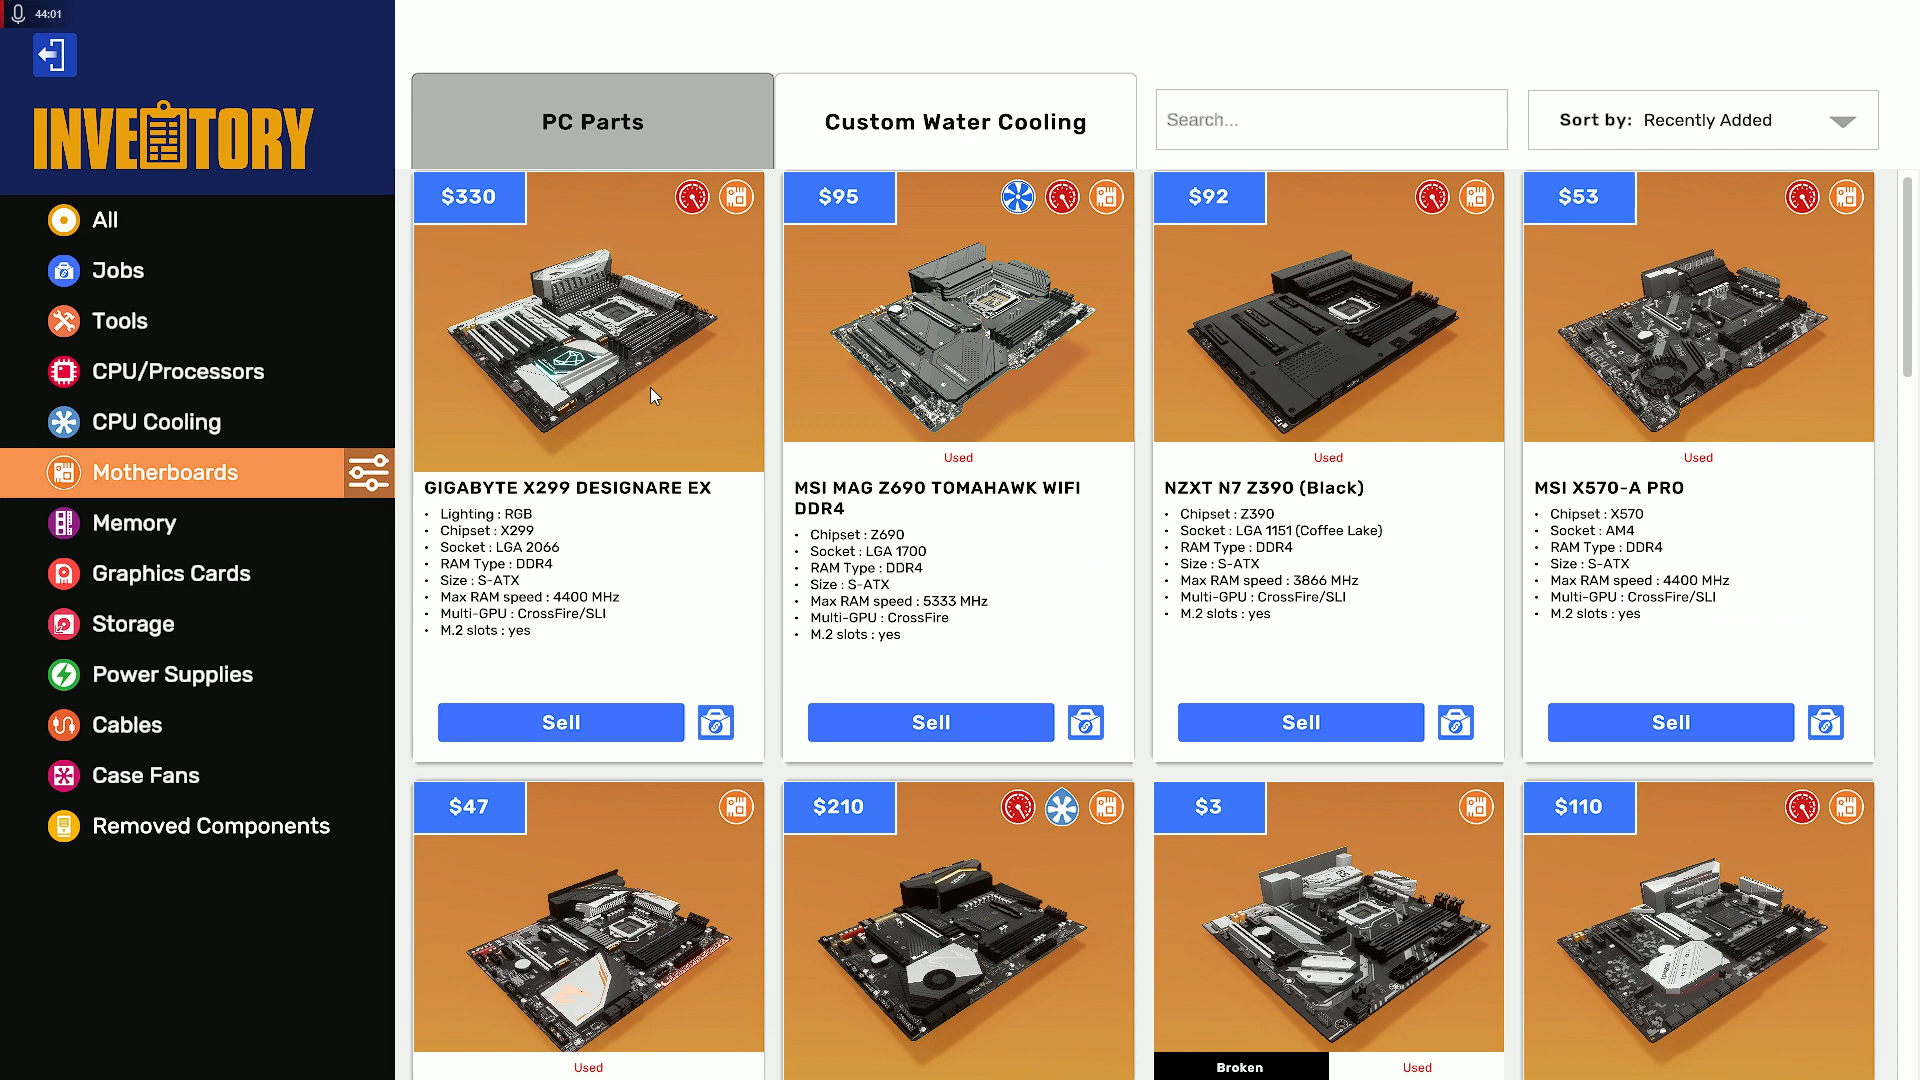 44:01
INVENTORY
All
Jobs
Tools
CPU/Processors
CPU Cooling
Motherboards
Memory
Graphics Cards
Storage
Power Supplies
Cables
Case Fans
Removed Components
PC Parts
Custom Water Cooling
Search...
Sort by: Recently Added
$330
GIGABYTE X299 DESIGNARE EX
• Lighting : RGB
• Chipset : X299
• Socket : LGA 2066
• RAM Type : DDR4
• Size : S-ATX
• Max RAM speed : 4400 MHz
• Multi-GPU : CrossFire/SLI
• M.2 slots : yes
Sell
$95
Used
MSI MAG Z690 TOMAHAWK WIFI
DDR4
• Chipset : Z690
• Socket : LGA 1700
• RAM Type : DDR4
• Size : S-ATX
• Max RAM speed : 5333 MHz
• Multi-GPU : CrossFire
• M.2 slots : yes
Sell
$92
Used
NZXT N7 Z390 (Black)
• Chipset : Z390
• Socket : LGA 1151 (Coffee Lake)
• RAM Type : DDR4
• Size : S-ATX
• Max RAM speed : 3866 MHz
• Multi-GPU : CrossFire/SLI
• M.2 slots : yes
Sell
$53
Used
MSI X570-A PRO
• Chipset : X570
• Socket : AM4
• RAM Type : DDR4
• Size : S-ATX
• Max RAM speed : 4400 MHz
• Multi-GPU : CrossFire/SLI
• M.2 slots : yes
Sell
$47
Used
$210
$3
Broken
Used
$110